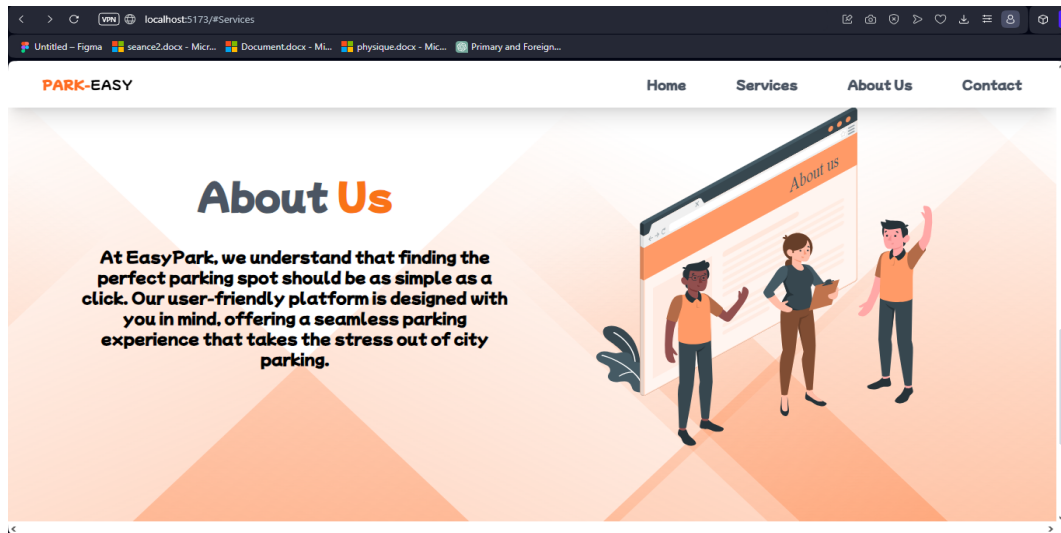 VPN localhost:5173/#Services
Untitled – Figma seance2.docx - Micr... Document.docx - Mi... physique.docx - Mic... Primary and Foreign...
PARK-EASY Home Services About Us Contact
About us
About Us
At EasyPark, we understand that finding the
perfect parking spot should be as simple as a
click. Our user-friendly platform is designed with
you in mind, offering a seamless parking
experience that takes the stress out of city
parking.